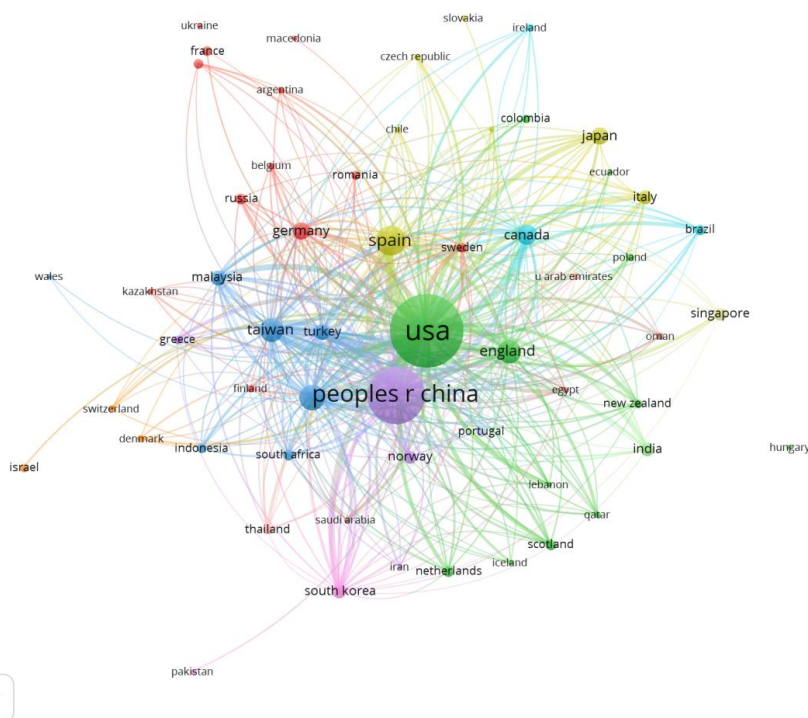 slovakia
ukraine
ireland
macedonia
france
czech republic
argentina
colombia
chile
japan
belgium
ecuador
romania
russia
italy
germany
brazil
canada
spain
sweden
poland
wales
malaysia
u arab emirates
kazakhstan
singapore
taiwan
turkey
usa
oman
greece
england
finland
egypt
peoples r china
new zealand
switzerland
portugal
denmark
indonesia
hungary
india
south africa
norway
israel
lebanon
qatar
saudi arabia
thailand
scotland
iceland
iran
netherlands
south korea
pakistan